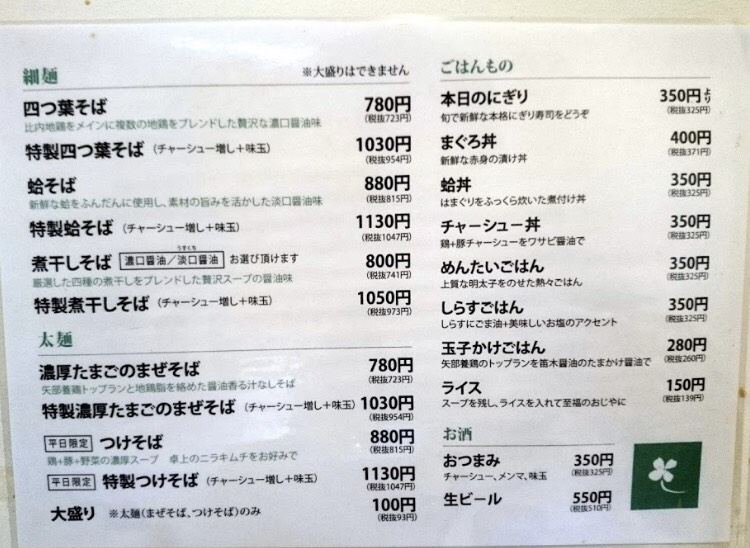 細麺 ※大盛りはできません
四つ葉そば 780円
(税抜723円)
比内地鶏をメインに複数の地鶏をブレンドした贅沢な濃口醤油味
特製四つ葉そば (チャーシュー増し+味玉) 1030円
(税抜954円)
蛤そば 880円
(税抜815円)
新鮮な蛤をふんだんに使用し、素材の旨みを活かした淡口醤油味
特製蛤そば (チャーシュー増し+味玉) 1130円
(税抜1047円)
うすくち
煮干しそば 濃口醤油/淡口醤油 お選び頂けます 800円
(税抜741円)
厳選した四種の煮干しをブレンドした贅沢スープの醤油味
特製煮干しそば (チャーシュー増し+味玉) 1050円
(税抜973円)
太麺
濃厚たまごのまぜそば 780円
(税抜723円)
矢部養鶏トップランと地鶏脂を絡めた醤油香る汁なしそば
特製濃厚たまごのまぜそば (チャーシュー増し+味玉) 1030円
(税抜954円)
平日限定 つけそば 880円
(税抜815円)
鶏+豚+野菜の濃厚スープ 卓上のニラキムチをお好みで
平日限定 特製つけそば (チャーシュー増し+味玉) 1130円
(税抜1047円)
大盛り ※太麺(まぜそば、つけそば)のみ 100円
(税抜93円)
ごはんもの
本日のにぎり 350円より
(税抜325円)
旬で新鮮な本格にぎり寿司をどうぞ
まぐろ丼 400円
(税抜371円)
新鮮な赤身の漬け丼
蛤丼 350円
(税抜325円)
はまぐりをふっくら炊いた煮付け丼
チャーシュー丼 350円
(税抜325円)
鶏+豚チャーシューをワサビ醤油で
めんたいごはん 350円
(税抜325円)
上質な明太子をのせた熱々ごはん
しらすごはん 350円
(税抜325円)
しらすにごま油+美味しいお塩のアクセント
玉子かけごはん 280円
(税抜260円)
矢部養鶏のトップランを笛木醤油のたまかけ醤油で
ライス 150円
(税抜139円)
スープを残し、ライスを入れて至福のおじやに
お酒
おつまみ 350円
(税抜325円)
チャーシュー、メンマ、味玉
生ビール 550円
(税抜510円)